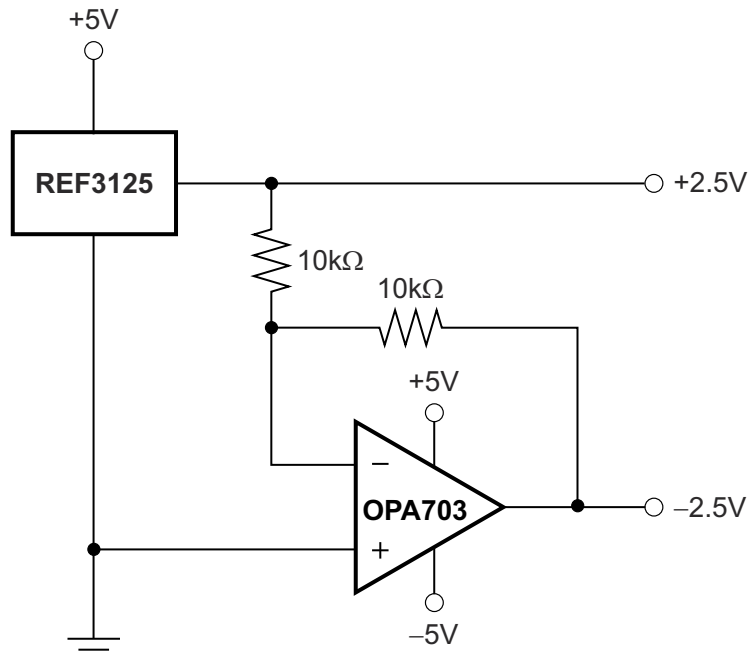 +5V
REF3125
+2.5V
10kΩ
10kΩ
+5V
−
OPA703
−2.5V
+
−5V